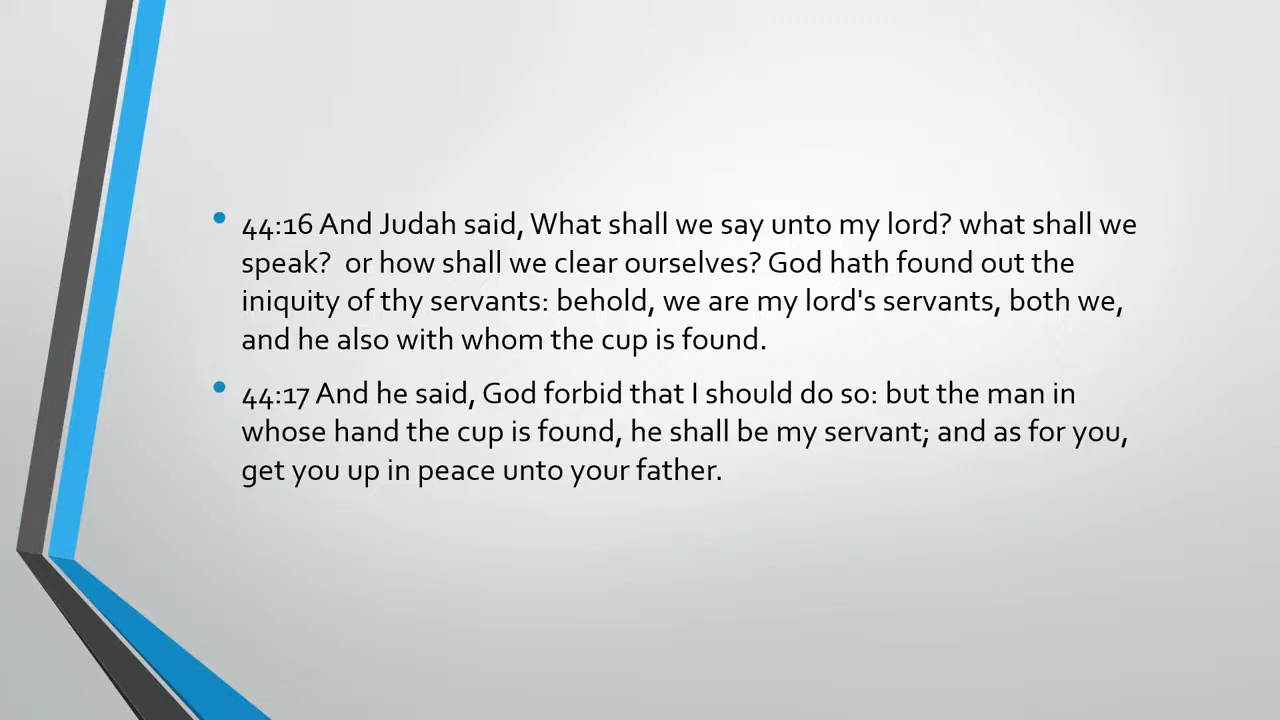 • 44:16 And Judah said, What shall we say unto my lord? what shall we
speak?  or how shall we clear ourselves? God hath found out the
iniquity of thy servants: behold, we are my lord's servants, both we,
and he also with whom the cup is found.
• 44:17 And he said, God forbid that I should do so: but the man in
whose hand the cup is found, he shall be my servant; and as for you,
get you up in peace unto your father.